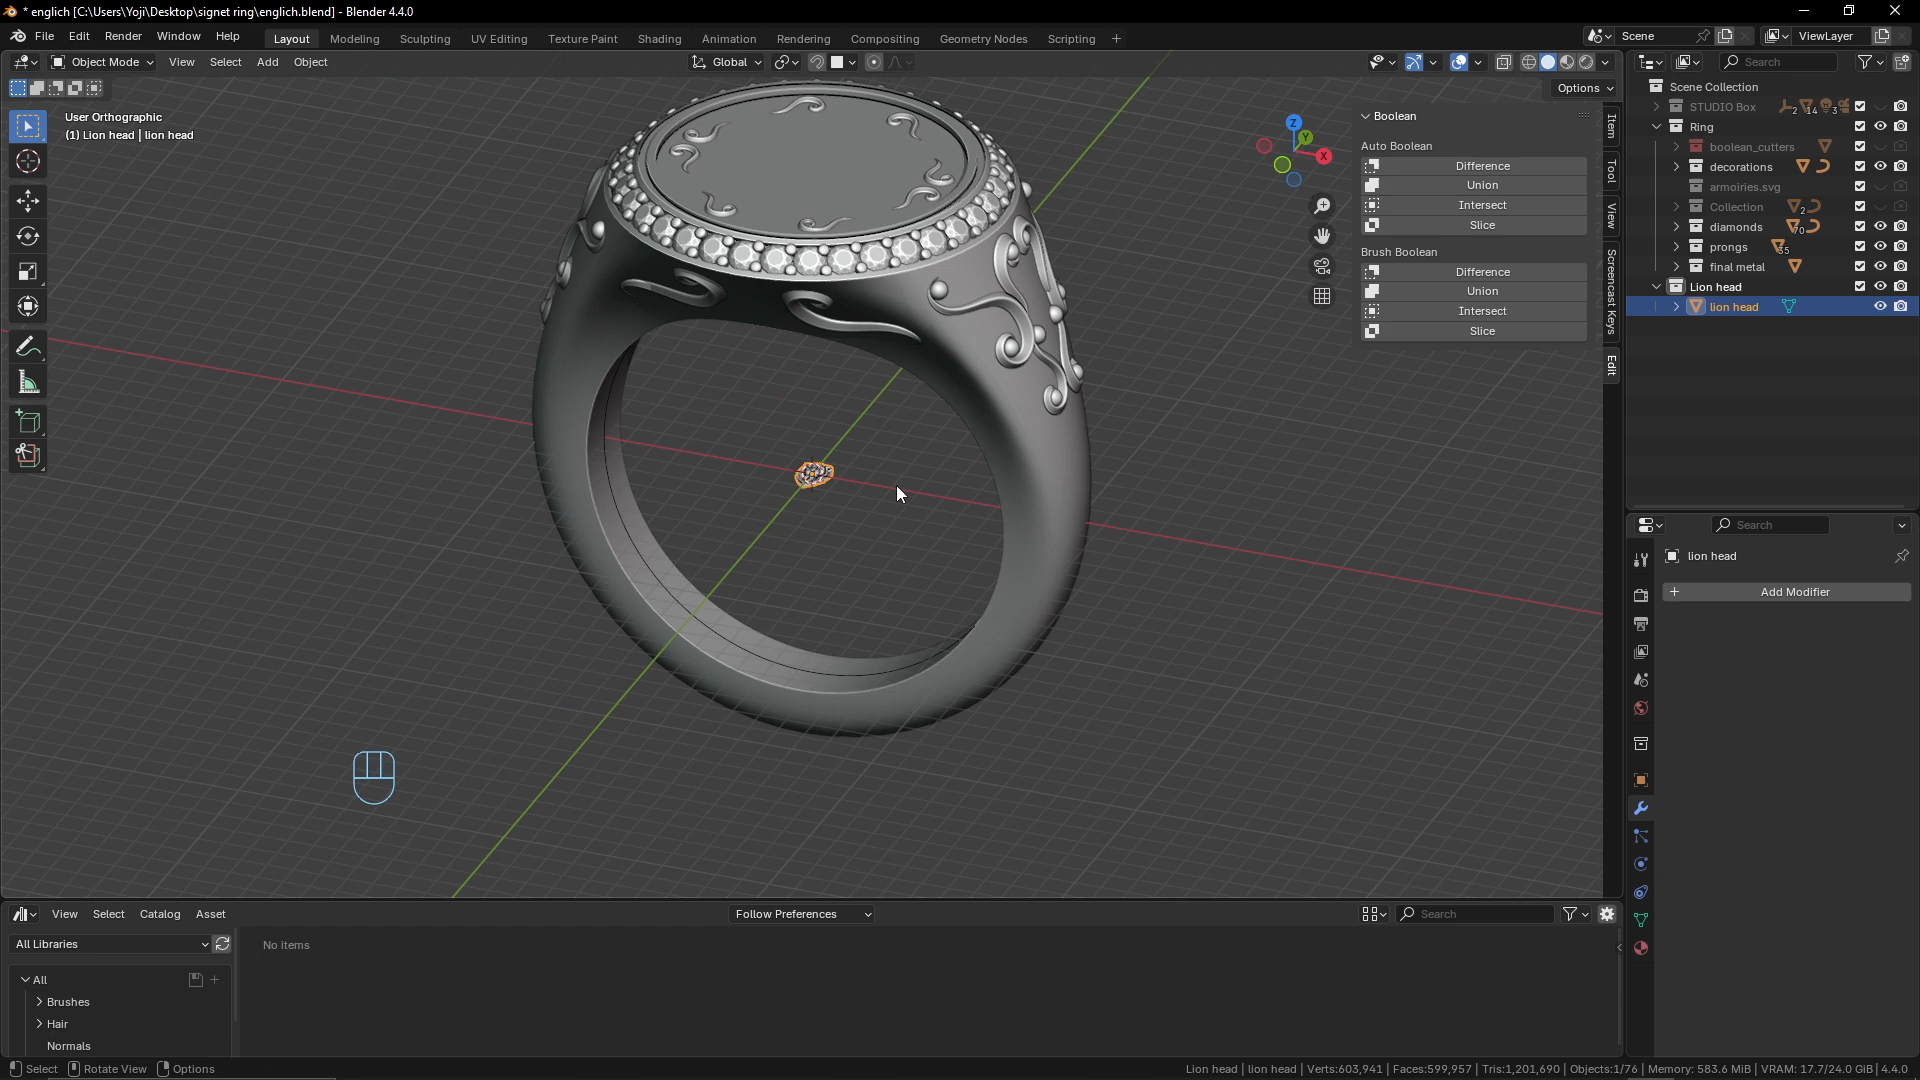 * englich [C:\Users\Yoji\Desktop\signet ring\englich.blend] - Blender 4.4.0
File Edit Render Window Help
Layout Modeling Sculpting UV Editing Texture Paint Shading Animation Rendering Compositing Geometry Nodes Scripting +
Scene
ViewLayer
Object Mode View Select Add Object
Global
Search
Options
User Orthographic
(1) Lion head | lion head
Z
Y
X
Boolean
Auto Boolean
Difference
Union
Intersect
Slice
Brush Boolean
Difference
Union
Intersect
Slice
Item
Tool
View
Screencast Keys
Edit
Scene Collection
STUDIO Box 2 14 3
Ring
boolean_cutters
decorations
armoiries.svg
Collection 2
diamonds 70
prongs 35
final metal
Lion head
lion head
Search
lion head
Add Modifier
View Select Catalog Asset
Follow Preferences
Search
All Libraries
No items
All
Brushes
Hair
Normals
Select Rotate View Options
Lion head | lion head | Verts:603,941 | Faces:599,957 | Tris:1,201,690 | Objects:1/76 | Memory: 583.6 MiB | VRAM: 17.7/24.0 GiB | 4.4.0